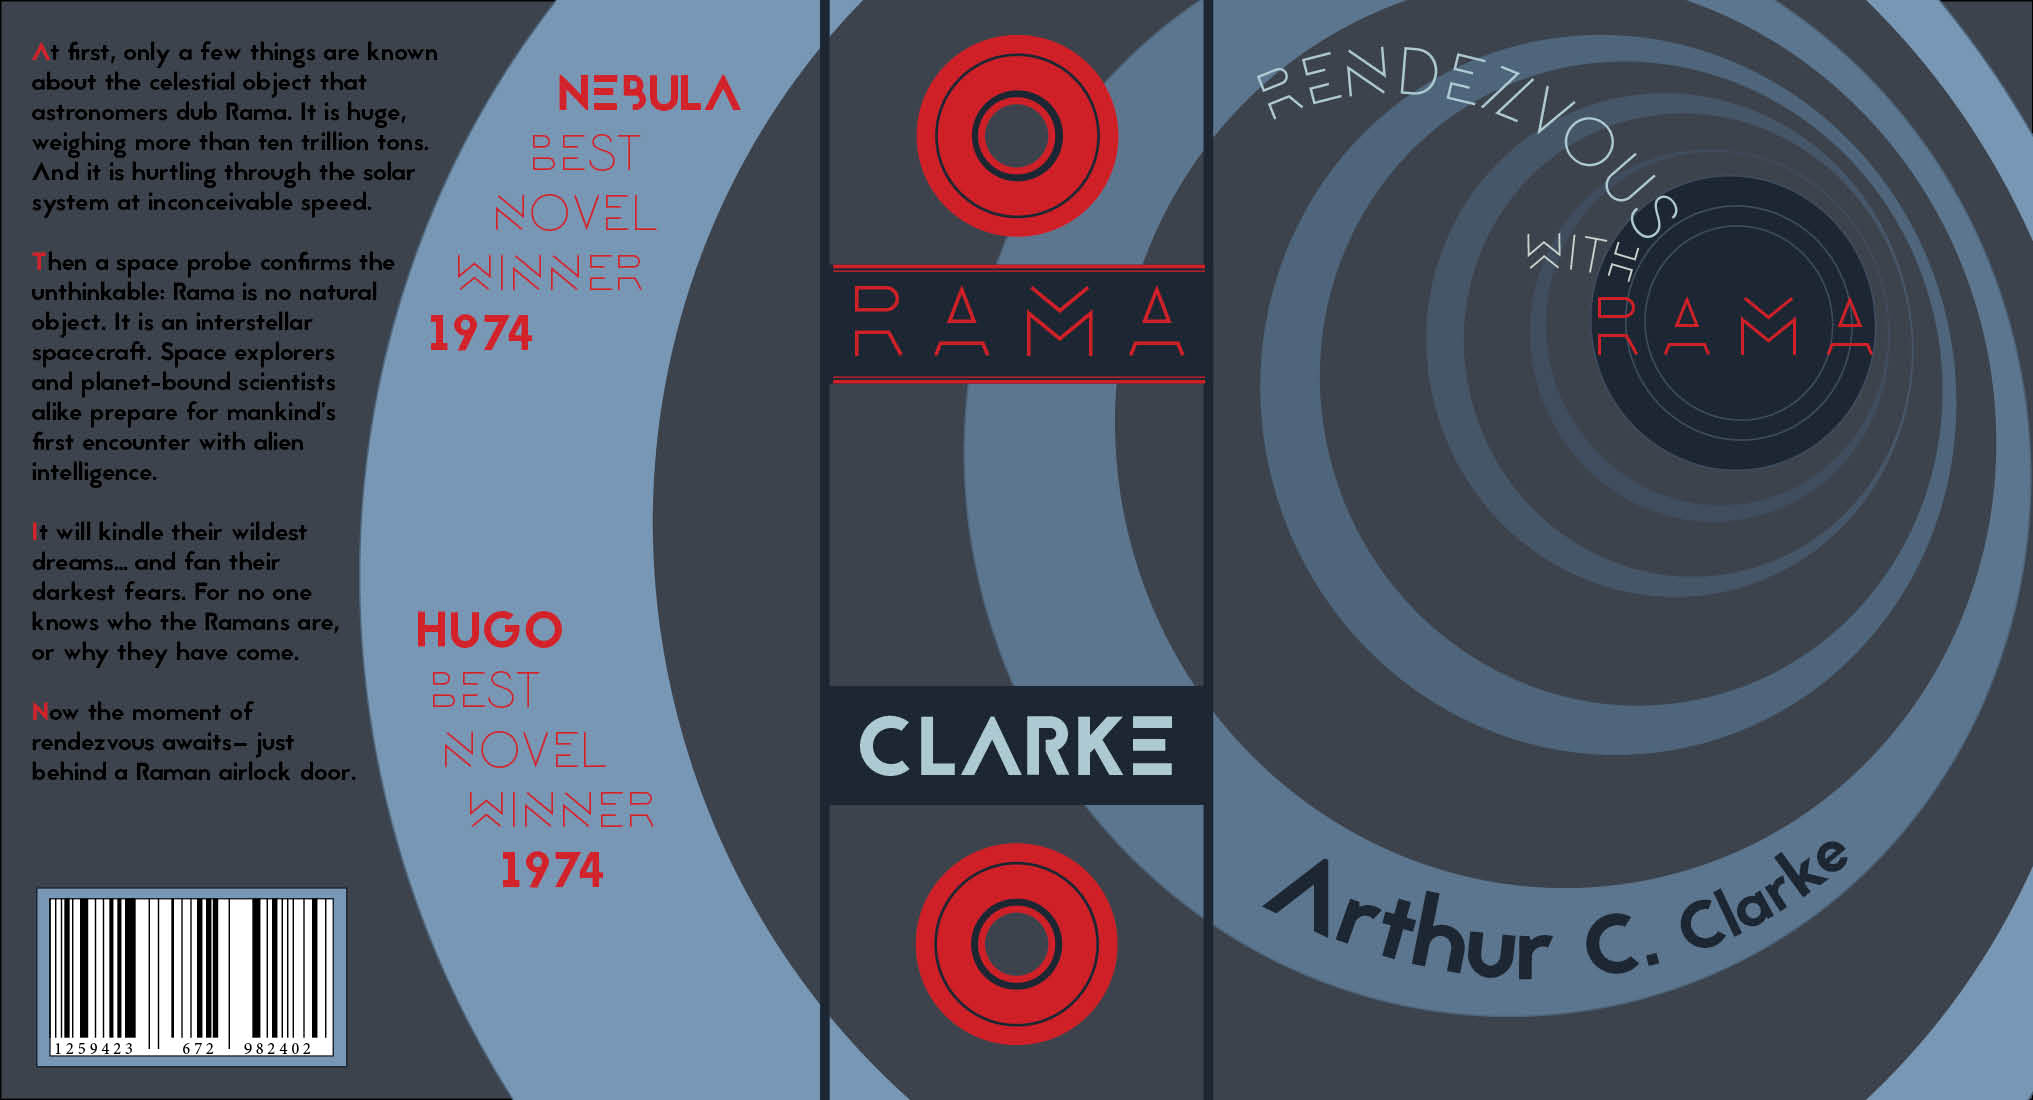 At first, only a few things are known
about the celestial object that
astronomers dub Rama. It is huge,
weighing more than ten trillion tons.
And it is hurtling through the solar
system at inconceivable speed.
Then a space probe confirms the
unthinkable: Rama is no natural
object. It is an interstellar
spacecraft. Space explorers
and planet-bound scientists
alike prepare for mankind's
first encounter with alien
intelligence.
It will kindle their wildest
dreams... and fan their
darkest fears. For no one
knows who the Ramans are,
or why they have come.
Now the moment of
rendezvous awaits— just
behind a Raman airlock door.
1259423 672 982402
NEBULA
BEST
NOVEL
WINNER
1974
HUGO
BEST
NOVEL
WINNER
1974
RAMA
CLARKE
RENDEZVOUS
WITH
RAMA
Arthur C. Clarke